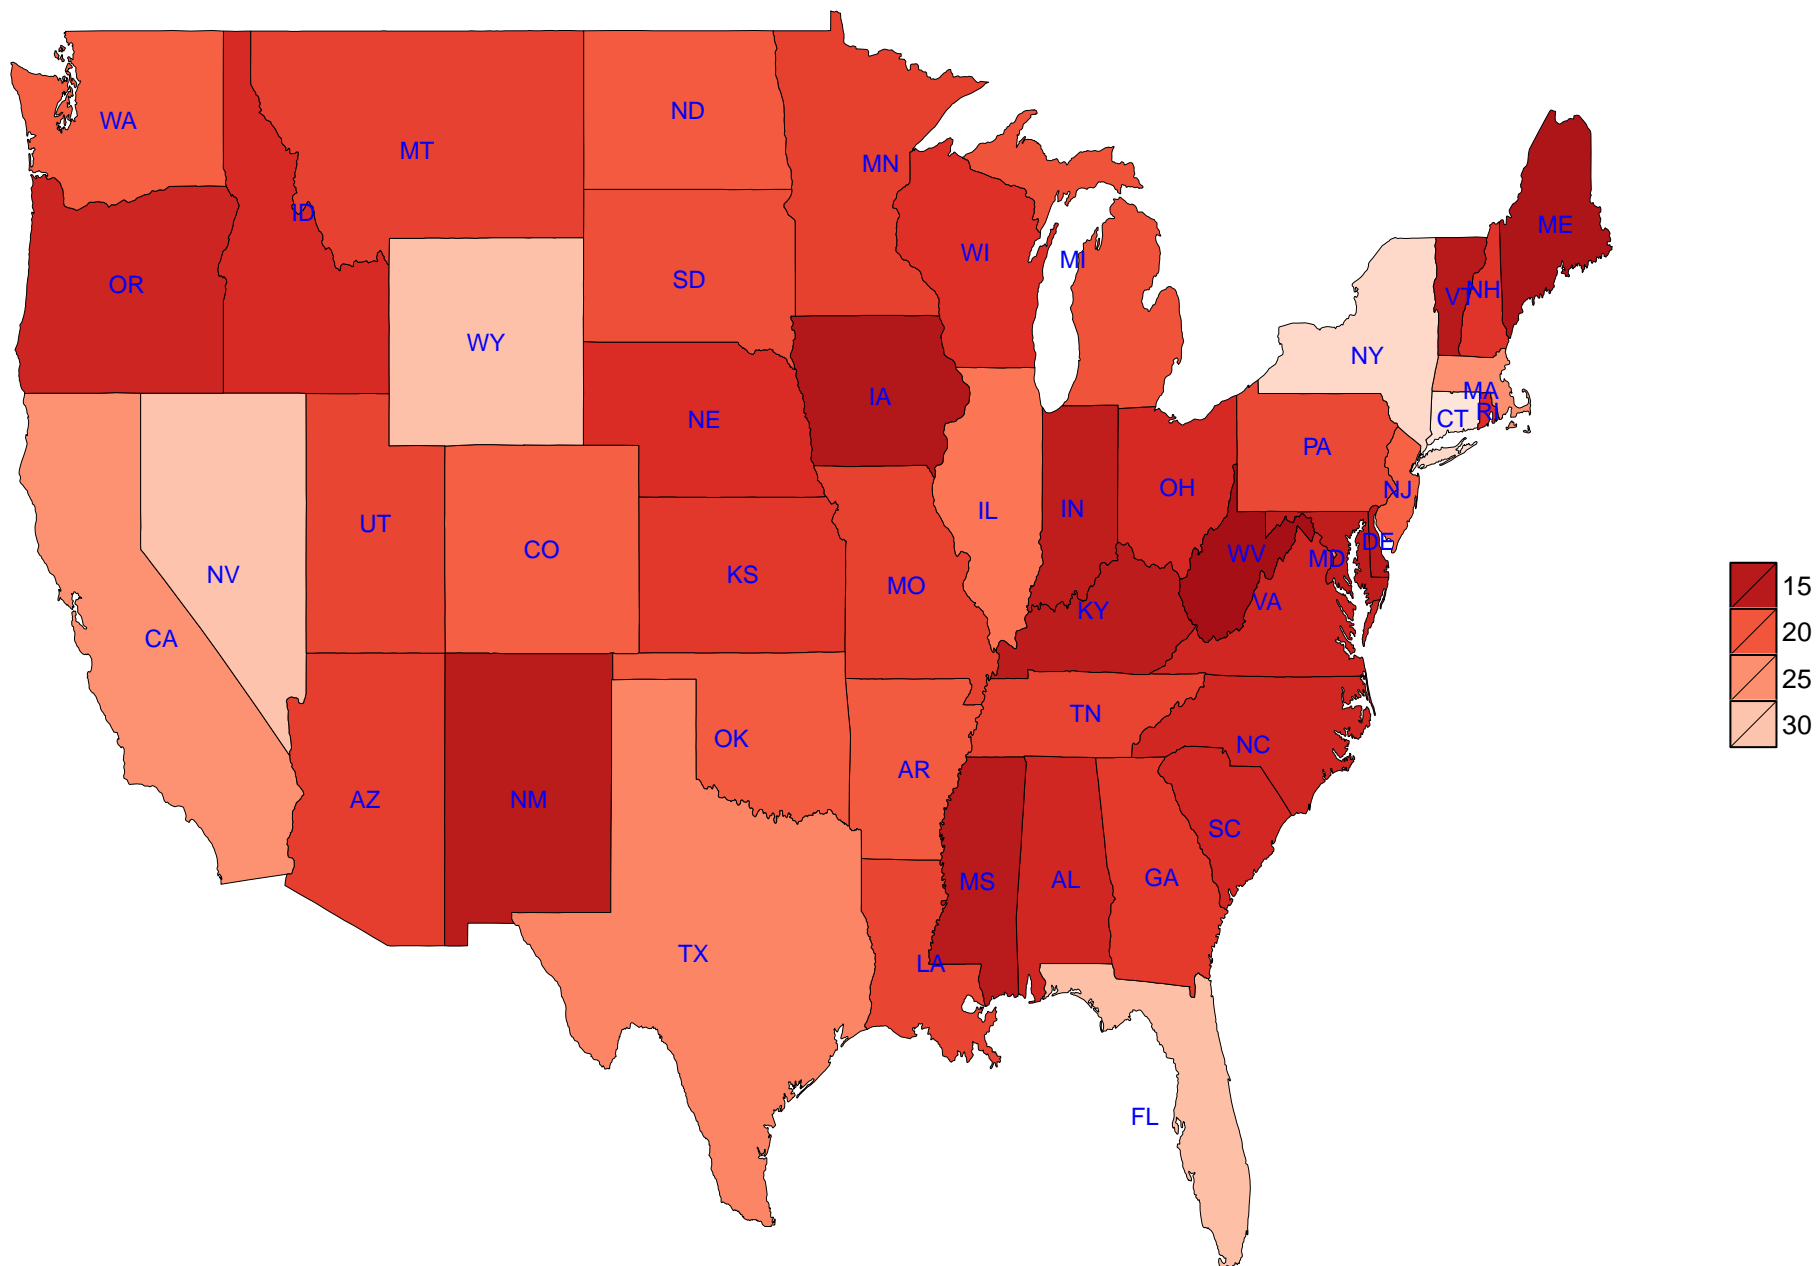 WA
ND
MT
MN
ID
ME
OR
WI
MI
SD
VT
NH
WY
NY
MA
IA
RI
CT
NE
PA
OH
NJ
IN
IL
UT
CO
DE
WV
MD
NV
KS
MO
15
VA
KY
CA
20
25
TN
30
OK
NC
AR
AZ
NM
SC
GA
AL
MS
TX
LA
FL